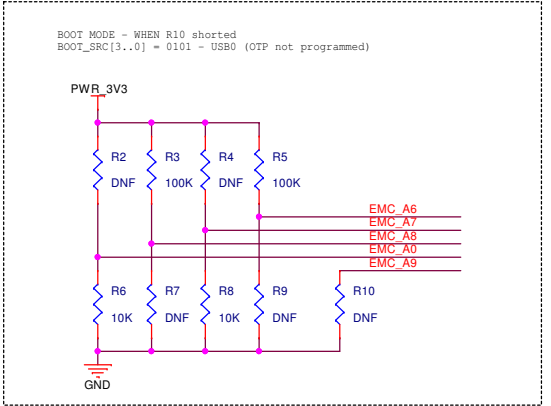 BOOT MODE - WHEN R10 shorted
BOOT_SRC[3..0] = 0101 - USB0 (OTP not programmed)
PWR_3V3
R2 R3 R4 R5
DNF 100K DNF 100K
EMC_A6
EMC_A7
EMC_A8
EMC_A0
EMC_A9
R6 R7 R8 R9 R10
10K DNF 10K DNF DNF
GND